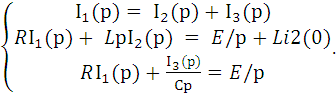 I₁(p) = I₂(p) + I₃(p)
RI₁(p) + LpI₂(p) = E/p + Li2(0)
RI₁(p) + I₃(p)/Cp = E/p
.